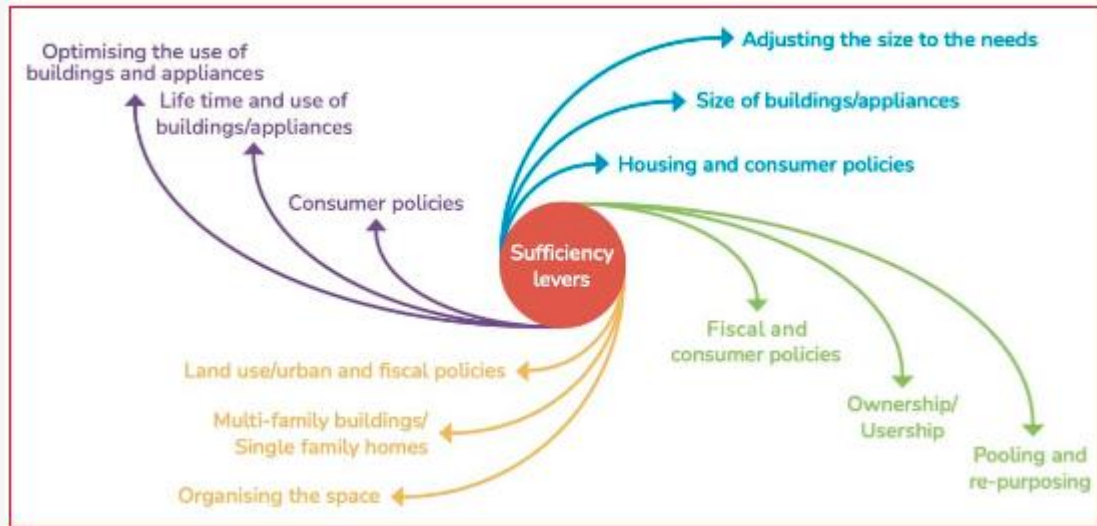 Optimising the use of
buildings and appliances
Life time and use of
buildings/appliances
Consumer policies
Adjusting the size to the needs
Size of buildings/appliances
Housing and consumer policies
Sufficiency
levers
Fiscal and
consumer policies
Ownership/
Usership
Pooling and
re-purposing
Land use/urban and fiscal policies
Multi-family buildings/
Single family homes
Organising the space